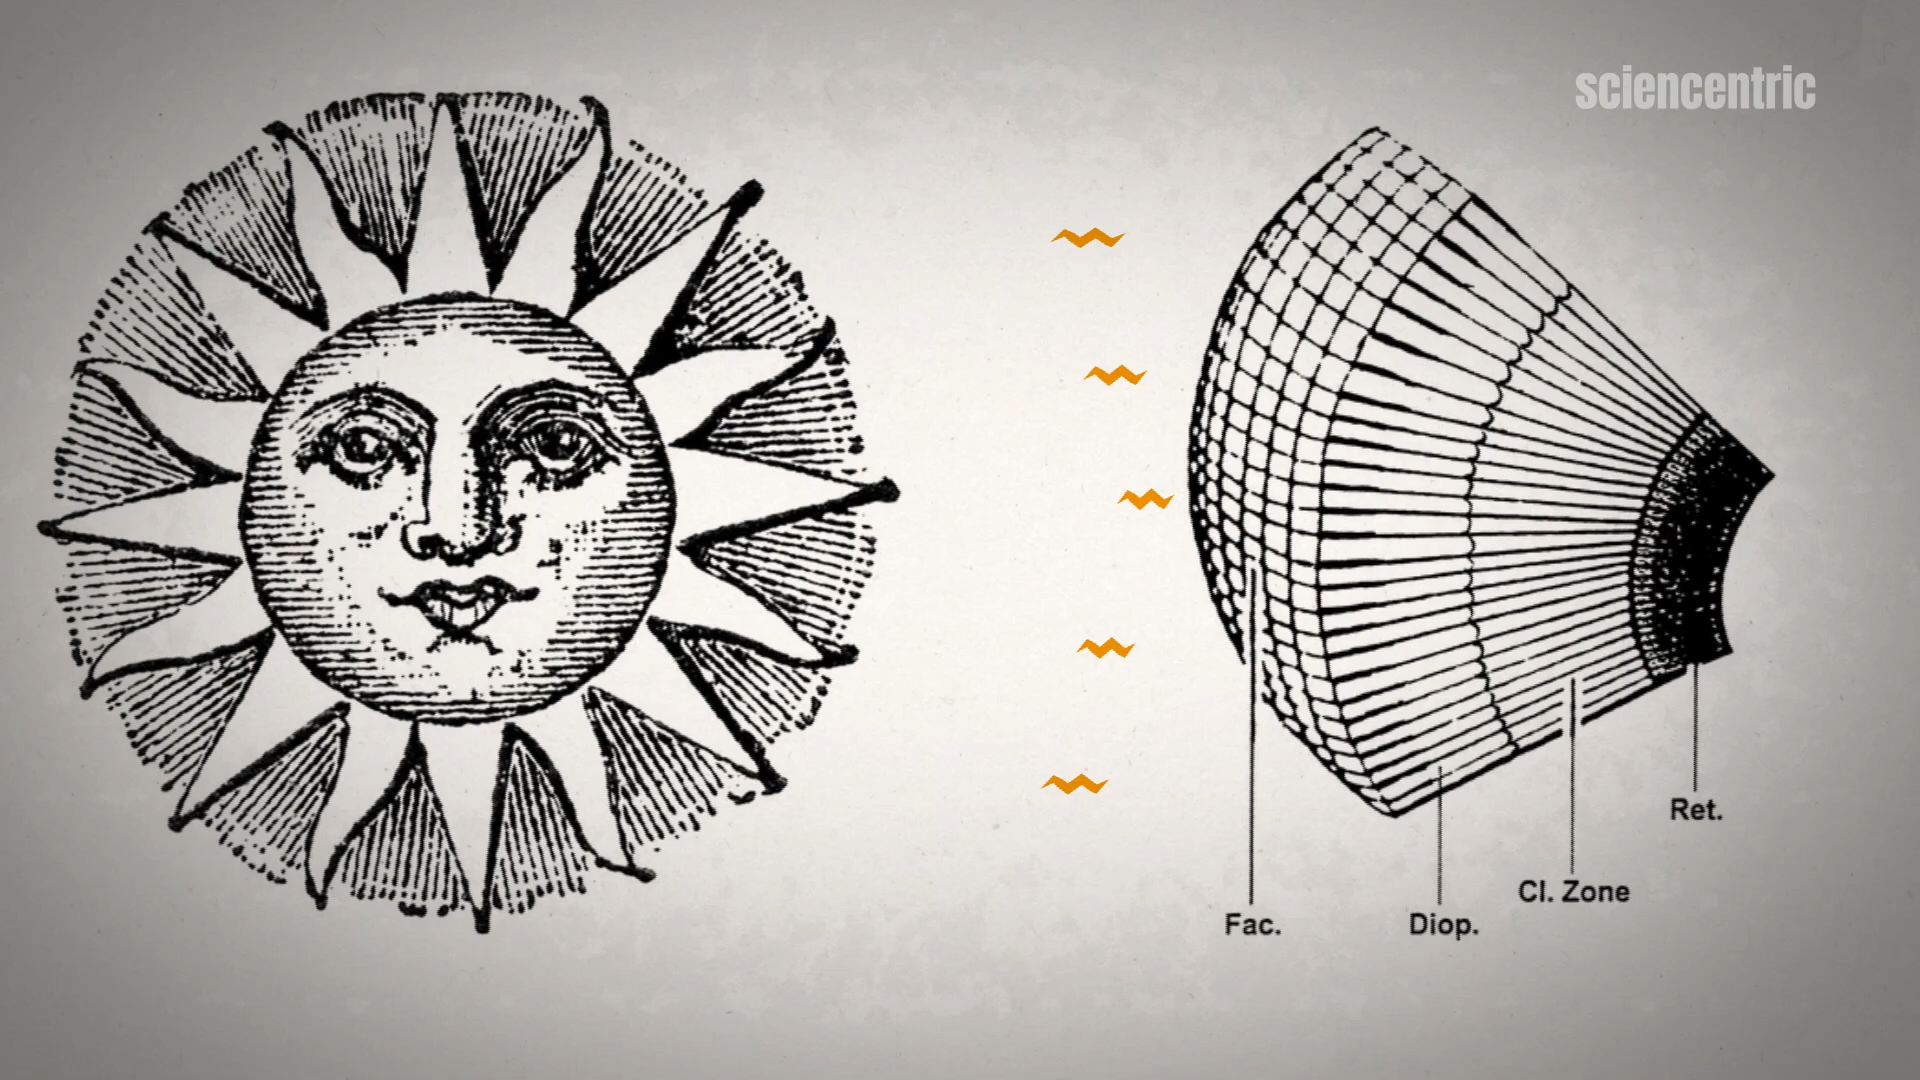 sciencentric
Ret.
Cl. Zone
Fac.
Diop.